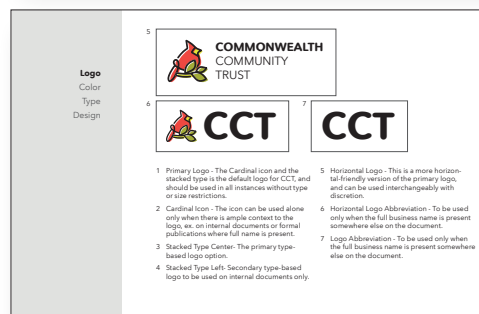 Logo
Color
Type
Design
5
COMMONWEALTH
COMMUNITY
TRUST
6
CCT
7
CCT
1 Primary Logo - The Cardinal icon and the
stacked type is the default logo for CCT, and
should be used in all instances without type
or size restrictions.
2 Cardinal Icon - The icon can be used alone
only when there is ample context to the
logo, ex. on internal documents or formal
publications where full name is present.
3 Stacked Type Center- The primary type-
based logo option.
4 Stacked Type Left- Secondary type-based
logo to be used on internal documents only.
5 Horizontal Logo - This is a more horizon-
tal-friendly version of the primary logo,
and can be used interchangeably with
discretion.
6 Horizontal Logo Abbreviation - To be used
only when the full business name is present
somewhere else on the document.
7 Logo Abbreviation - To be used only when
the full business name is present somewhere
else on the document.